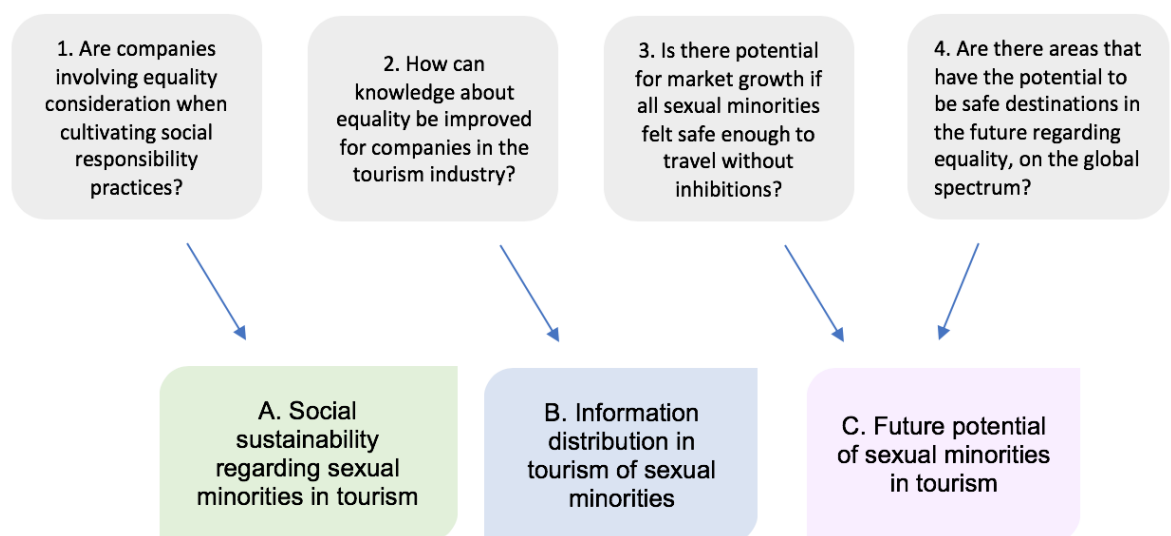 1. Are companies
involving equality
consideration when
cultivating social
responsibility
practices?
2. How can
knowledge about
equality be improved
for companies in the
tourism industry?
3. Is there potential
for market growth if
all sexual minorities
felt safe enough to
travel without
inhibitions?
4. Are there areas that
have the potential to
be safe destinations in
the future regarding
equality, on the global
spectrum?
A. Social
sustainability
regarding sexual
minorities in tourism
B. Information
distribution in
tourism of sexual
minorities
C. Future potential
of sexual minorities
in tourism